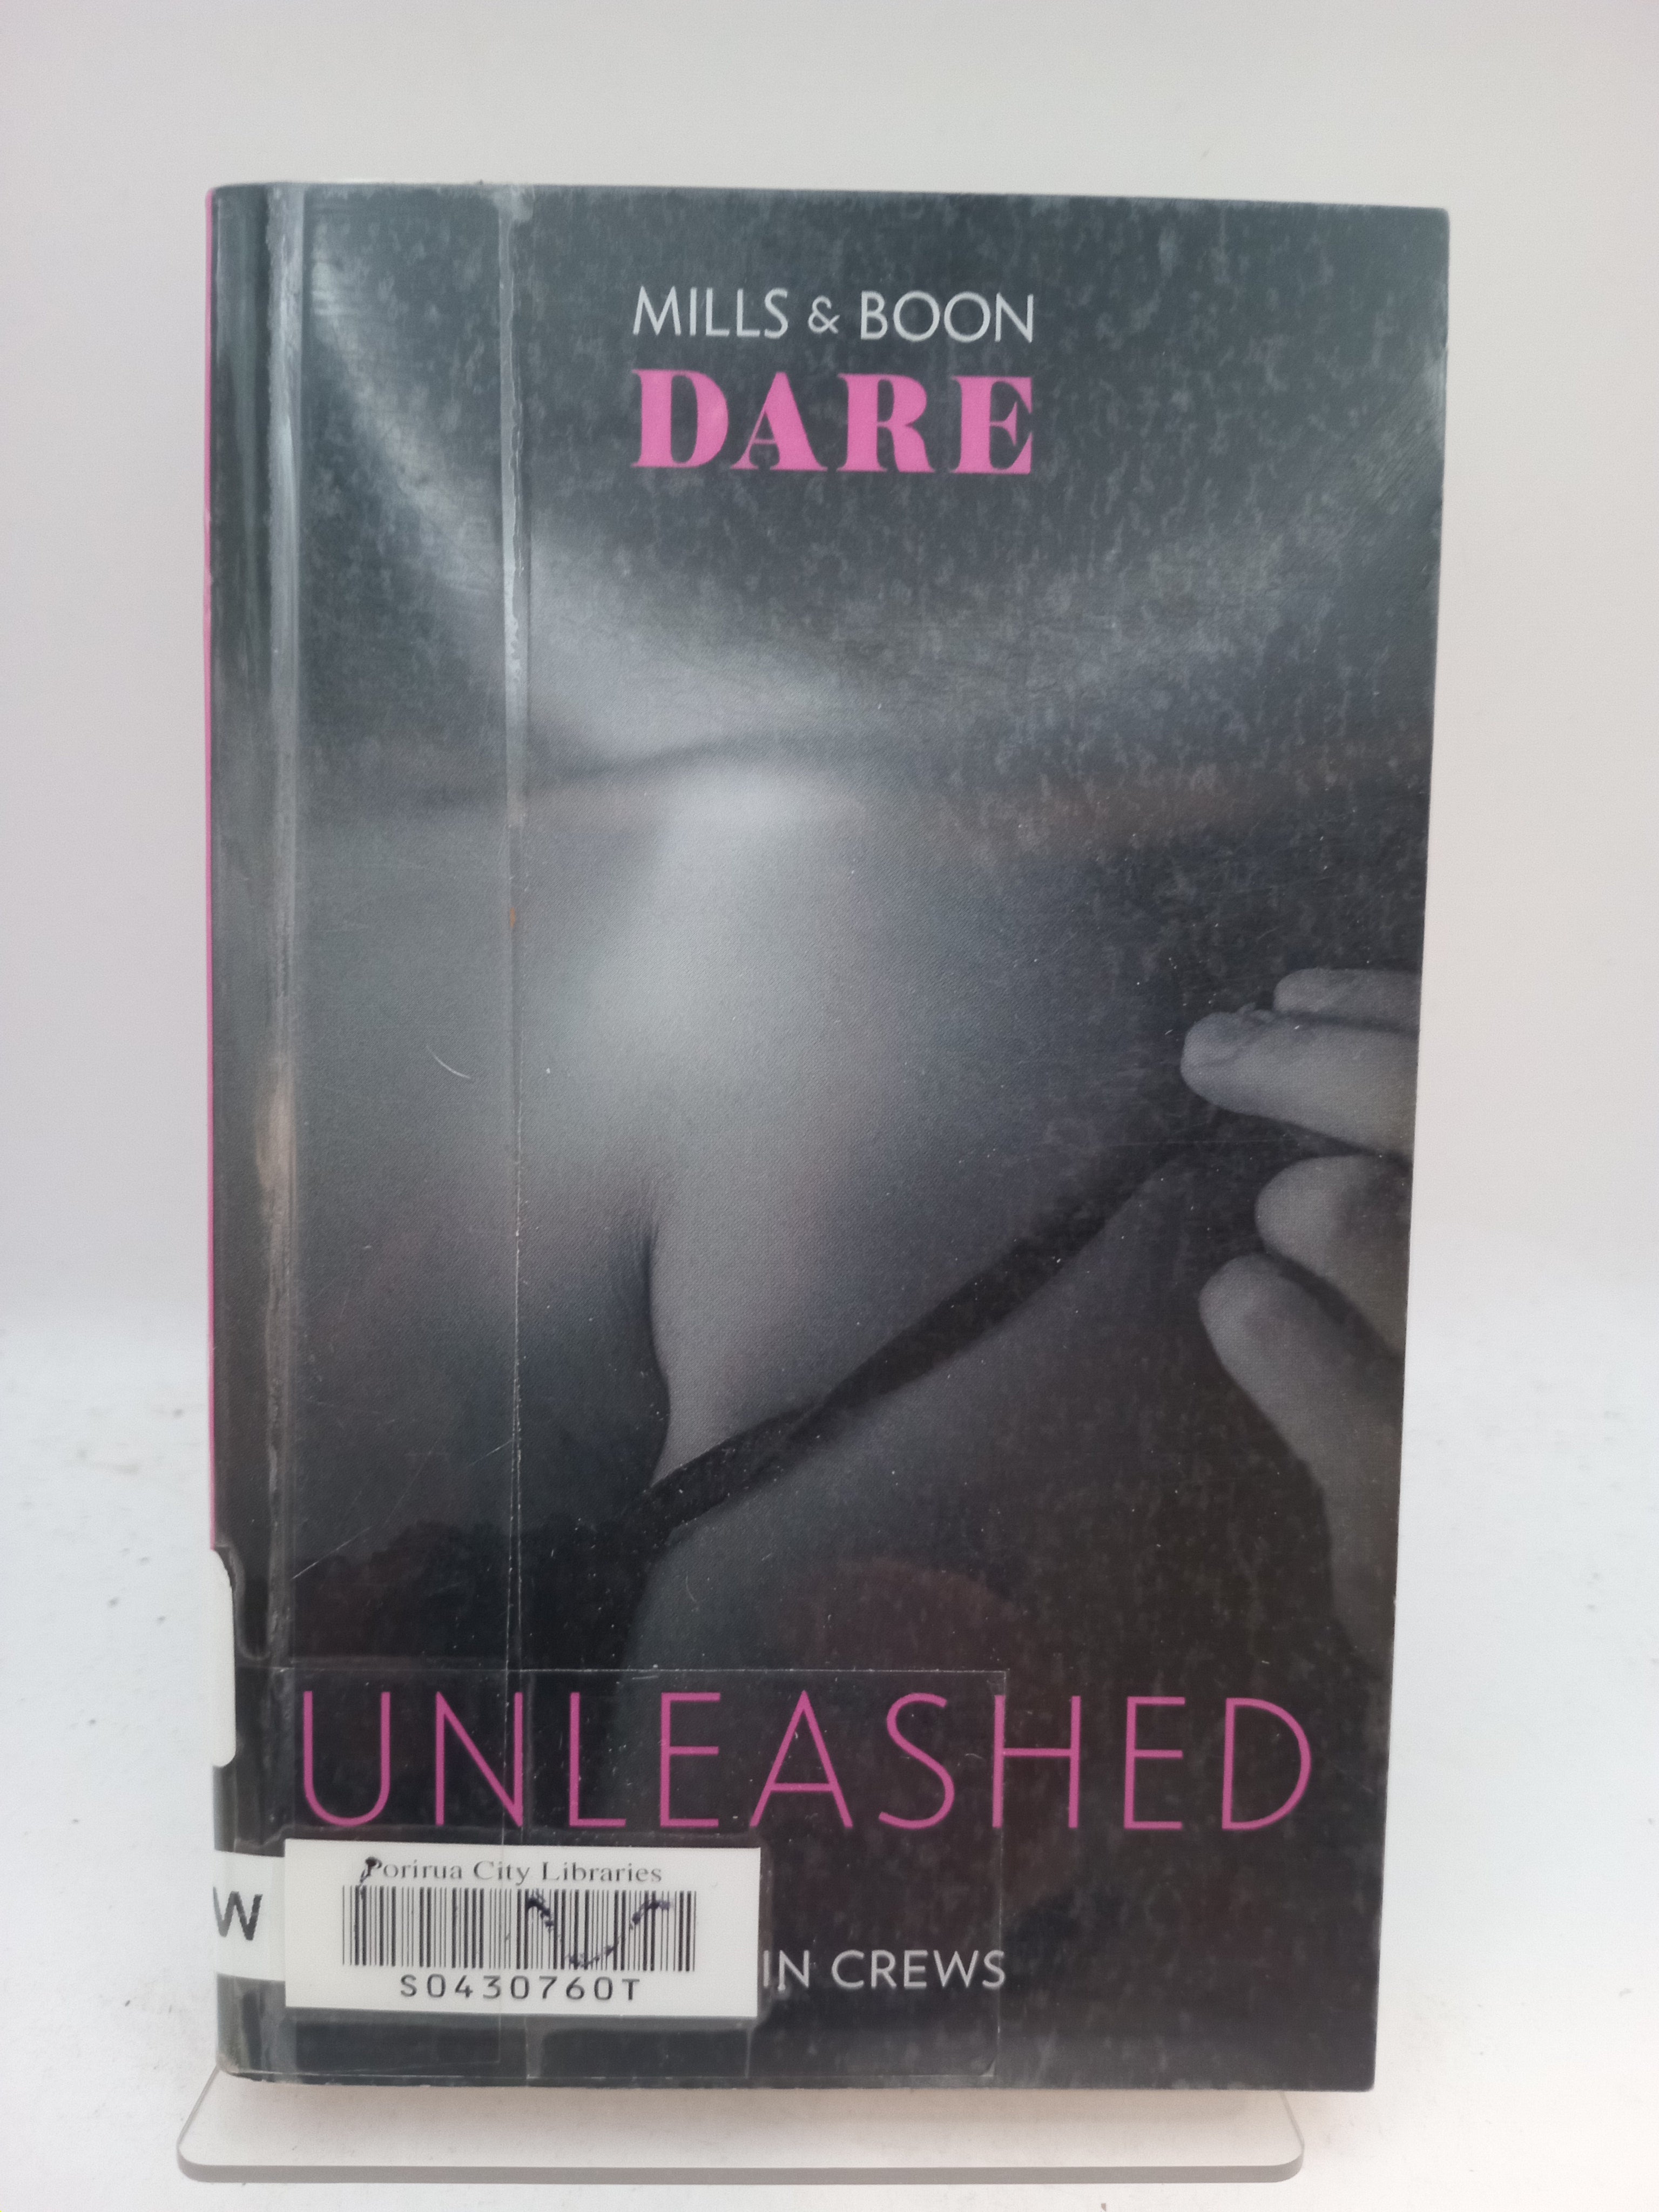 MILLS & BOON
DARE
UNLEASHED
Porirua City Libraries
S0430760T
W
IN CREWS